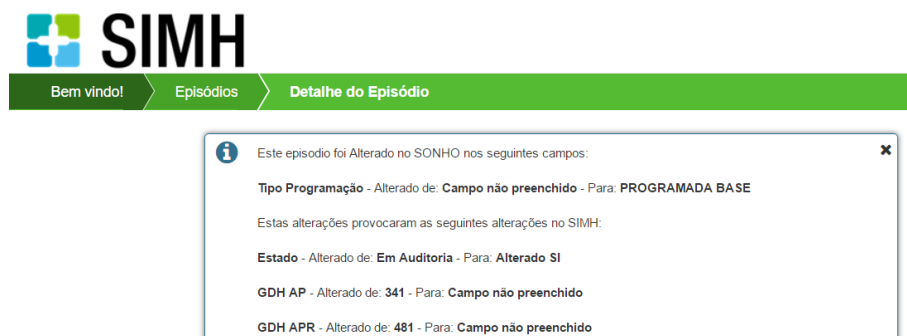 SIMH
Bem vindo! Episódios Detalhe do Episódio
Este episodio foi Alterado no SONHO nos seguintes campos:
Tipo Programação - Alterado de: Campo não preenchido - Para: PROGRAMADA BASE
Estas alterações provocaram as seguintes alterações no SIMH:
Estado - Alterado de: Em Auditoria - Para: Alterado SI
GDH AP - Alterado de: 341 - Para: Campo não preenchido
GDH APR - Alterado de: 481 - Para: Campo não preenchido